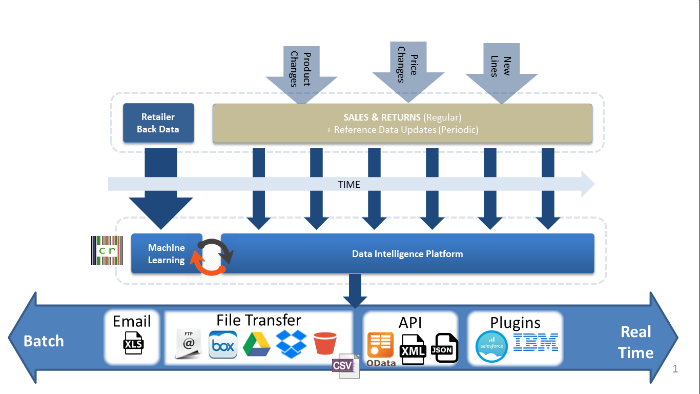 Product
Changes
Price
Changes
New
Lines
Retailer
Back Data
SALES & RETURNS (Regular)
+ Reference Data Updates (Periodic)
TIME
cr
Machine
Learning
Data Intelligence Platform
Batch
Email
XLS
File Transfer
FTP
@
box
CSV
API
OData
XML
JSON
Plugins
salesforce
IBM
Real
Time
1